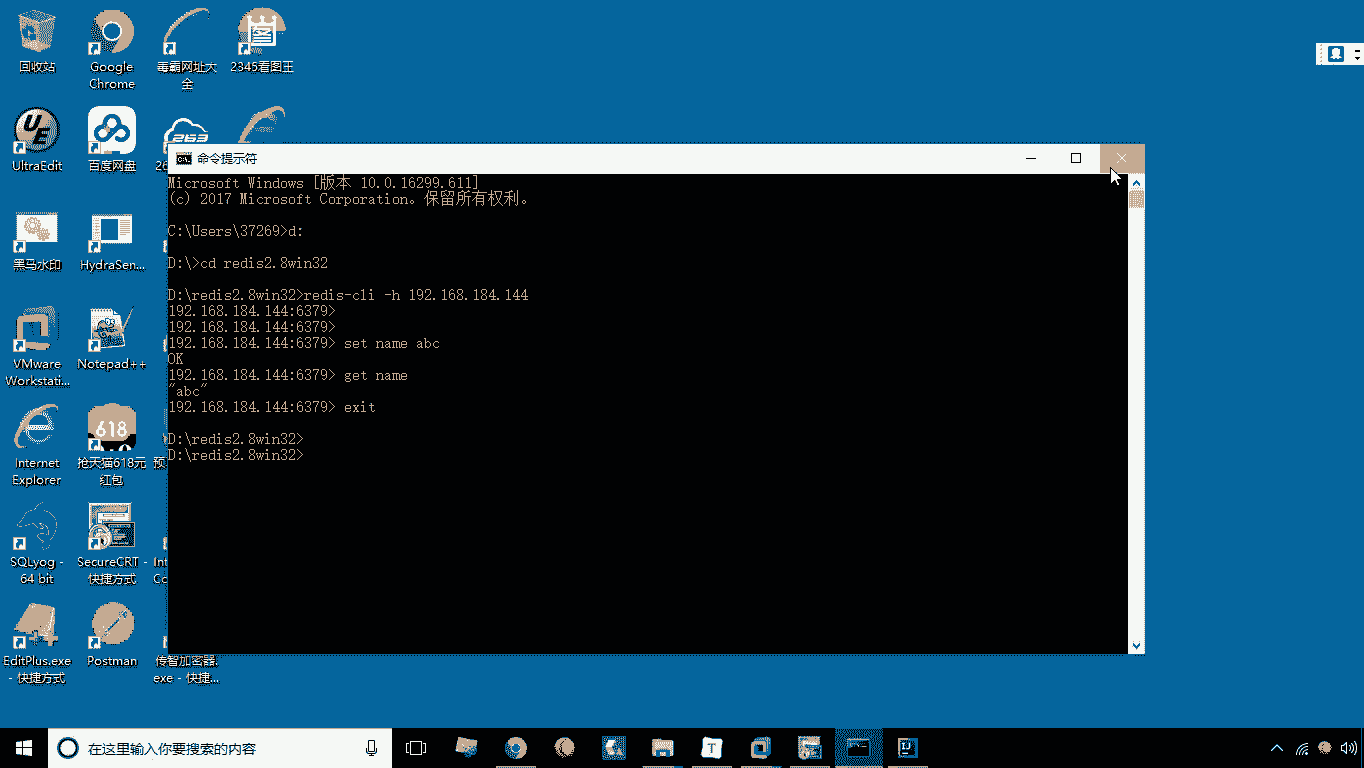 回收站
Google
Chrome
毒霸网址大
全
2345看图王
UltraEdit
百度网盘
263
命令提示符
Microsoft Windows [版本 10.0.16299.611]
(c) 2017 Microsoft Corporation。保留所有权利。
C:\Users\37269>d:
D:\>cd redis2.8win32
D:\redis2.8win32>redis-cli -h 192.168.184.144
192.168.184.144:6379>
192.168.184.144:6379>
192.168.184.144:6379> set name abc
OK
192.168.184.144:6379> get name
"abc"
192.168.184.144:6379> exit
D:\redis2.8win32>
D:\redis2.8win32>
黑马水印
HydraSen...
VMware
Workstati...
Notepad++
Internet
Explorer
618
抢天猫618元
红包
预
SQLyog -
64 bit
SecureCRT -
快捷方式
Int
EditPlus.exe
- 快捷方式
Postman
传智加密器.
exe - 快捷...
在这里输入你要搜索的内容